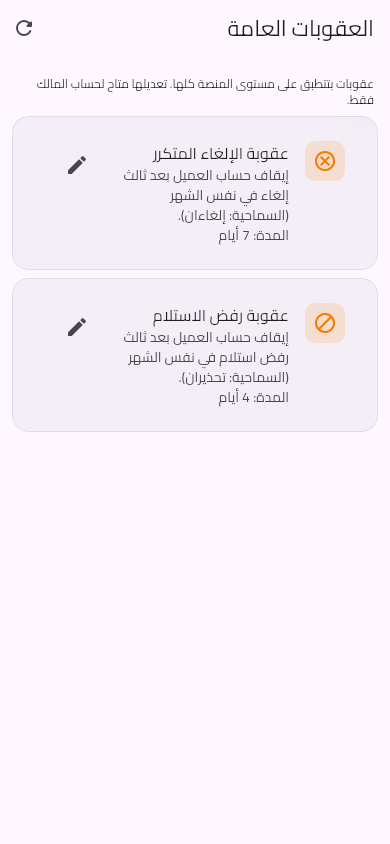 العقوبات العامة
عقوبات بتتطبق على مستوى المنصة كلها. تعديلها متاح لحساب المالك
فقط.
عقوبة الإلغاء المتكرر
إيقاف حساب العميل بعد ثالث
إلغاء في نفس الشهر
(السماحية: إلغاءان).
المدة: 7 أيام
عقوبة رفض الاستلام
إيقاف حساب العميل بعد ثالث
رفض استلام في نفس الشهر
(السماحية: تحذيران).
المدة: 4 أيام